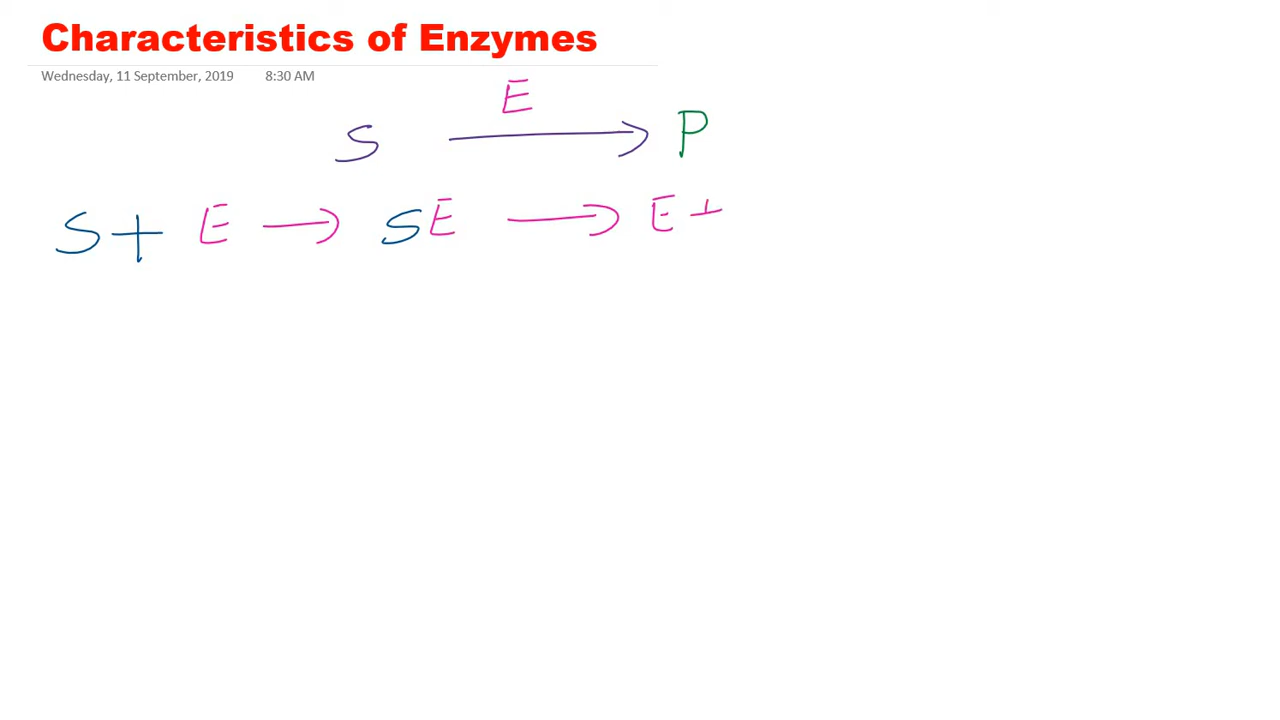 Characteristics of Enzymes
Wednesday, 11 September, 2019 8:30 AM
E
S → P
S + E → SE → E +